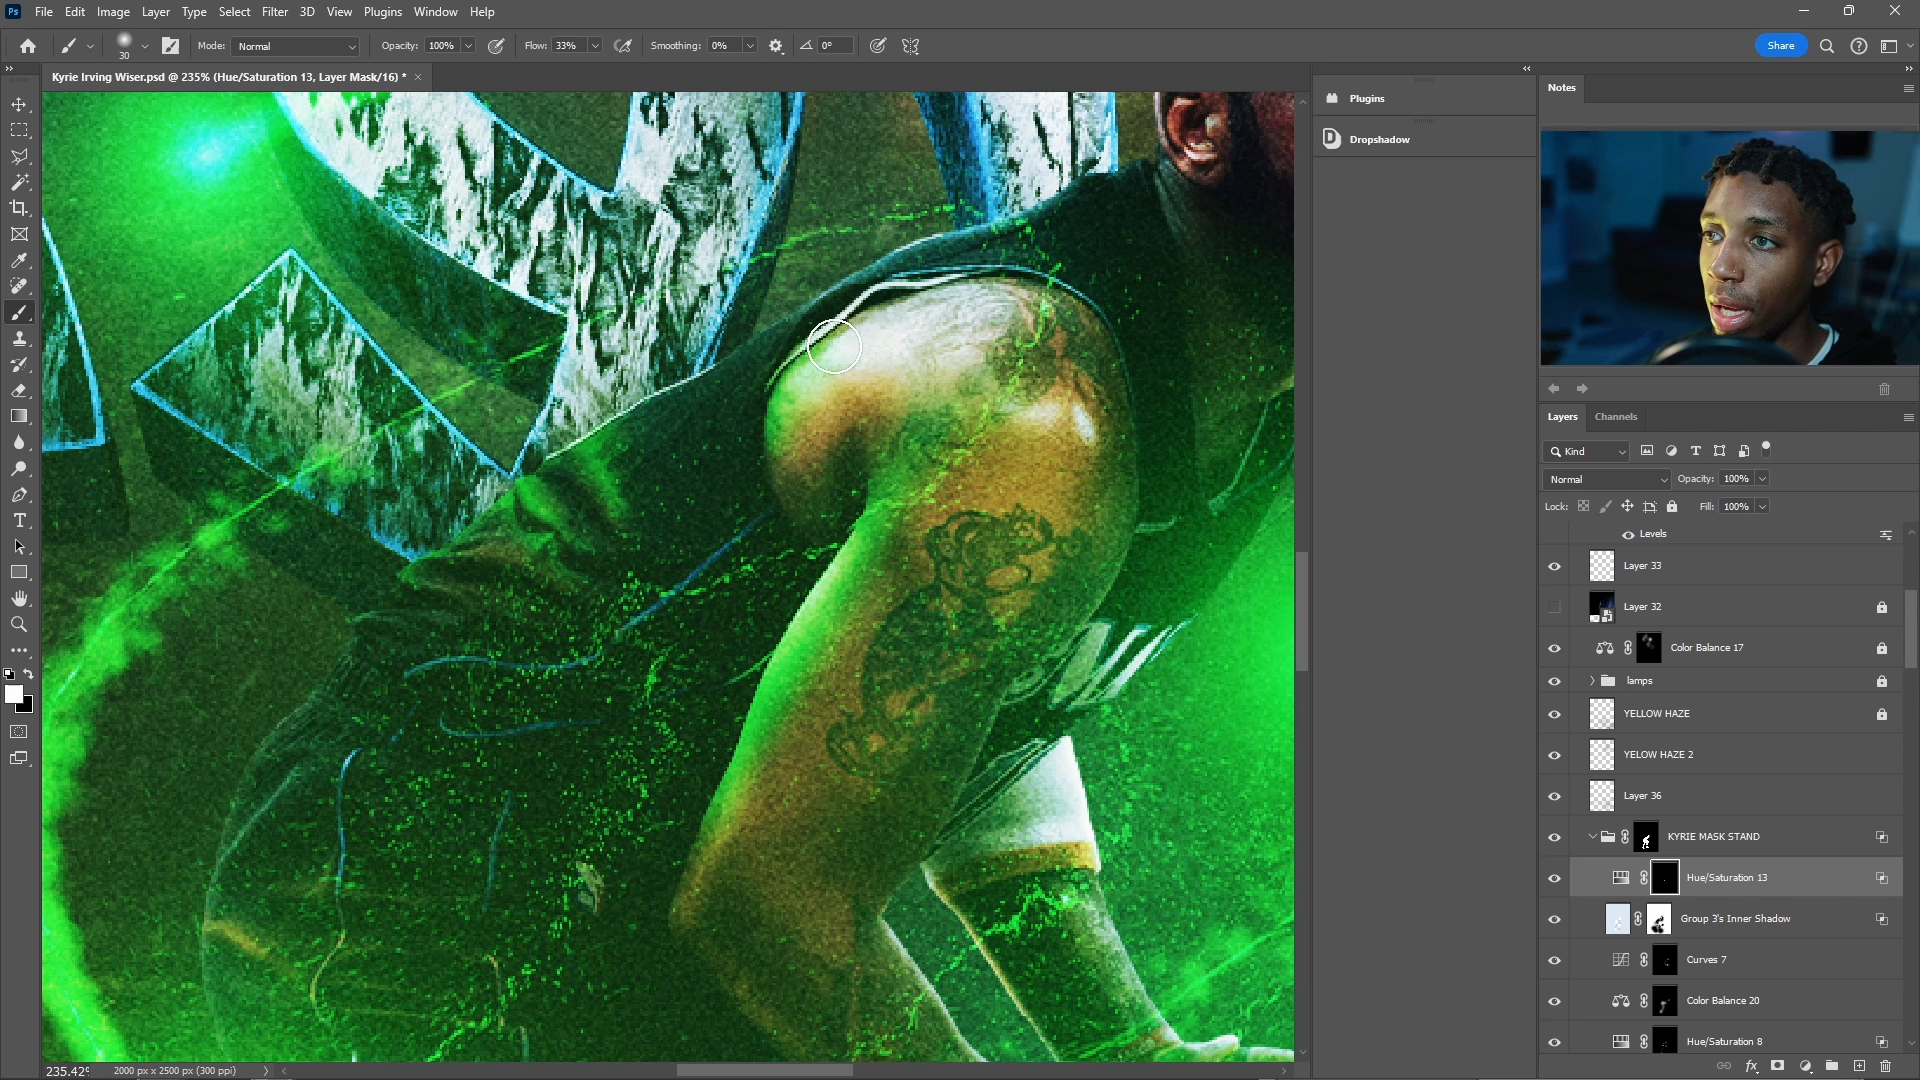 Ps File Edit Image Layer Type Select Filter 3D View Plugins Window Help
30 Mode: Normal Opacity: 100% Flow: 33% Smoothing: 0% 0° Share
Kyrie Irving Wiser.psd @ 235% (Hue/Saturation 13, Layer Mask/16) * ×
Plugins
Dropshadow
Notes
Layers Channels
Kind
Normal Opacity: 100%
Lock: Fill: 100%
Levels
Layer 33
Layer 32
Color Balance 17
lamps
YELLOW HAZE
YELOW HAZE 2
Layer 36
KYRIE MASK STAND
Hue/Saturation 13
Group 3's Inner Shadow
Curves 7
Color Balance 20
Hue/Saturation 8
235.42% 2000 px x 2500 px (300 ppi)